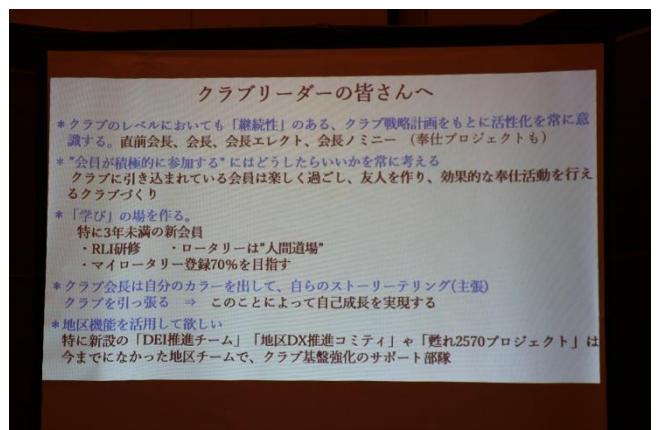 クラブリーダーの皆さんへ
＊クラブのレベルにおいても「継続性」のある、クラブ戦略計画をもとに活性化を常に意
識する。直前会長、会長、会長エレクト、会長ノミニー （奉仕プロジェクトも）
＊"会員が積極的に参加する" にはどうしたらいいかを常に考える
クラブに引き込まれている会員は楽しく過ごし、友人を作り、効果的な奉仕活動を行え
るクラブづくり
＊「学び」の場を作る。
特に3年未満の新会員
・RLI研修 ・ロータリーは"人間道場"
・マイロータリー登録70％を目指す
＊クラブ会長は自分のカラーを出して、自らのストーリーテリング(主張)
クラブを引っ張る ⇒ このことによって自己成長を実現する
＊地区機能を活用して欲しい
特に新設の「DEI推進チーム」「地区DX推進コミティ」や「甦れ2570プロジェクト」は
今までになかった地区チームで、クラブ基盤強化のサポート部隊